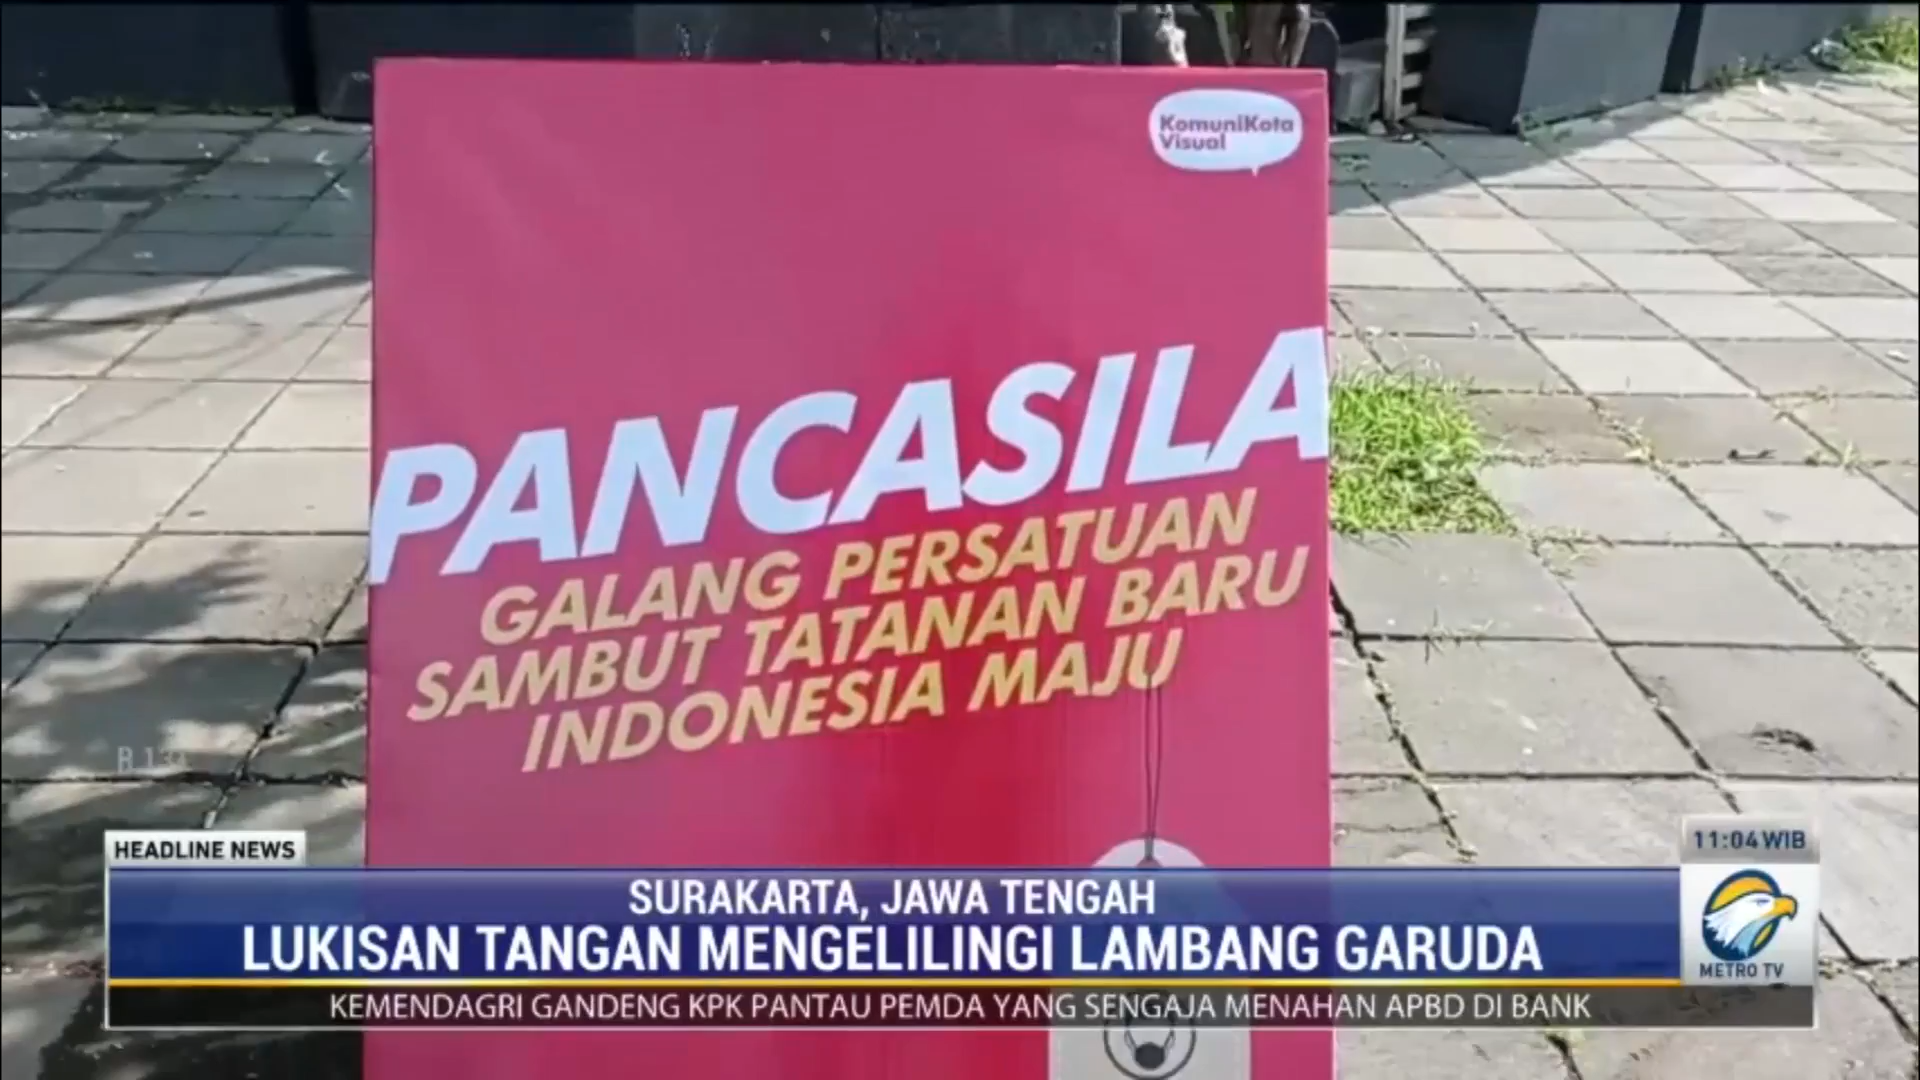 KomuniKota
Visual
PANCASILA
GALANG PERSATUAN
SAMBUT TATANAN BARU
INDONESIA MAJU
HEADLINE NEWS
11:04 WIB
SURAKARTA, JAWA TENGAH
LUKISAN TANGAN MENGELILINGI LAMBANG GARUDA
METRO TV
KEMENDAGRI GANDENG KPK PANTAU PEMDA YANG SENGAJA MENAHAN APBD DI BANK